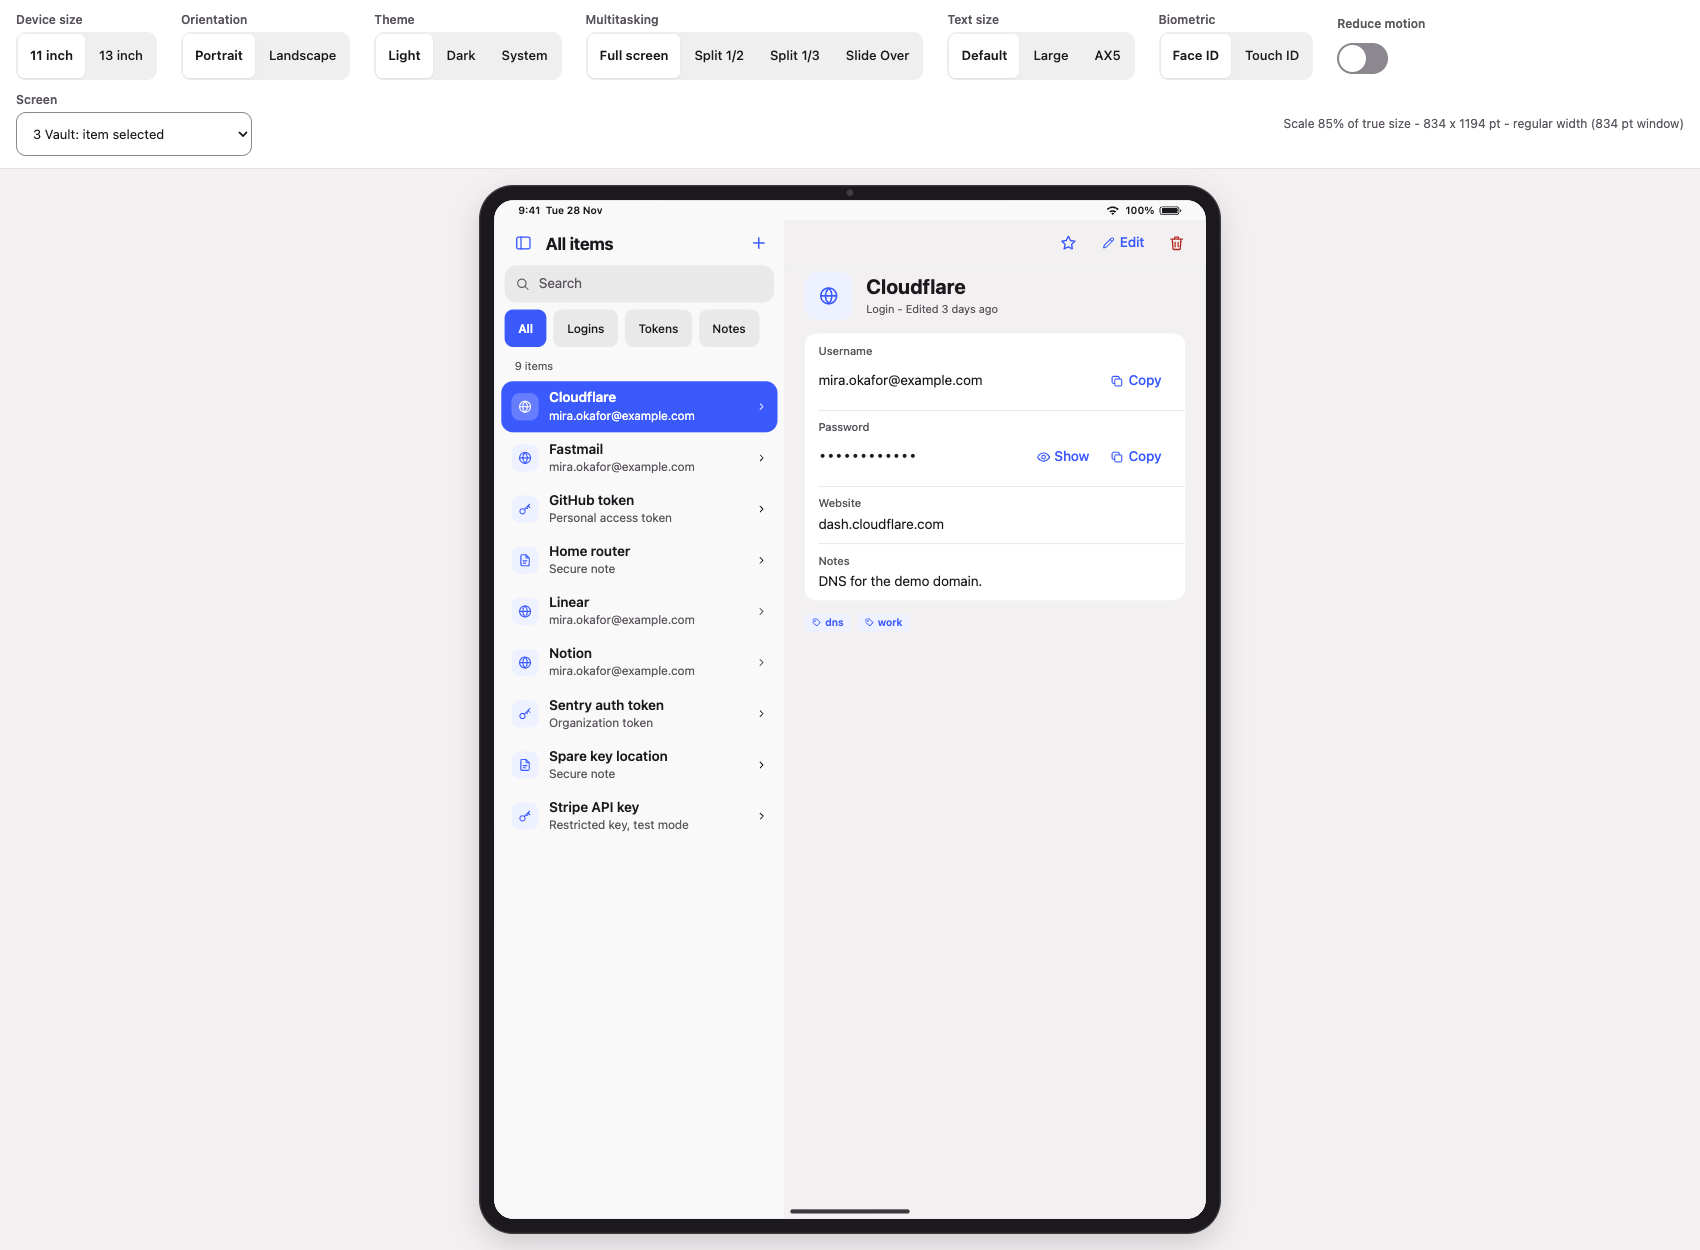 Device size
11 inch 13 inch
Orientation
Portrait Landscape
Theme
Light Dark System
Multitasking
Full screen Split 1/2 Split 1/3 Slide Over
Text size
Default Large AX5
Biometric
Face ID Touch ID
Reduce motion
Screen
3 Vault: item selected
Scale 85% of true size - 834 x 1194 pt - regular width (834 pt window)
9:41 Tue 28 Nov
100%
All items
Search
All Logins Tokens Notes
9 items
Cloudflare
mira.okafor@example.com
Fastmail
mira.okafor@example.com
GitHub token
Personal access token
Home router
Secure note
Linear
mira.okafor@example.com
Notion
mira.okafor@example.com
Sentry auth token
Organization token
Spare key location
Secure note
Stripe API key
Restricted key, test mode
Edit
Cloudflare
Login - Edited 3 days ago
Username
mira.okafor@example.com Copy
Password
•••••••••••• Show Copy
Website
dash.cloudflare.com
Notes
DNS for the demo domain.
dns work